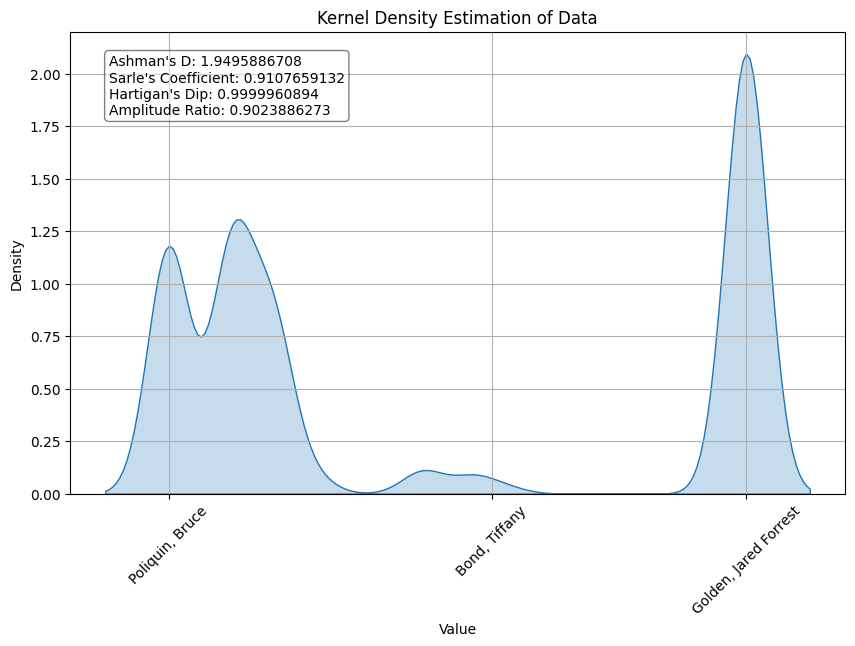 Kernel Density Estimation of Data
Ashman's D: 1.9495886708
Sarle's Coefficient: 0.9107659132
Hartigan's Dip: 0.9999960894
Amplitude Ratio: 0.9023886273
Density
2.00
1.75
1.50
1.25
1.00
0.75
0.50
0.25
0.00
Poliquin, Bruce
Bond, Tiffany
Golden, Jared Forrest
Value